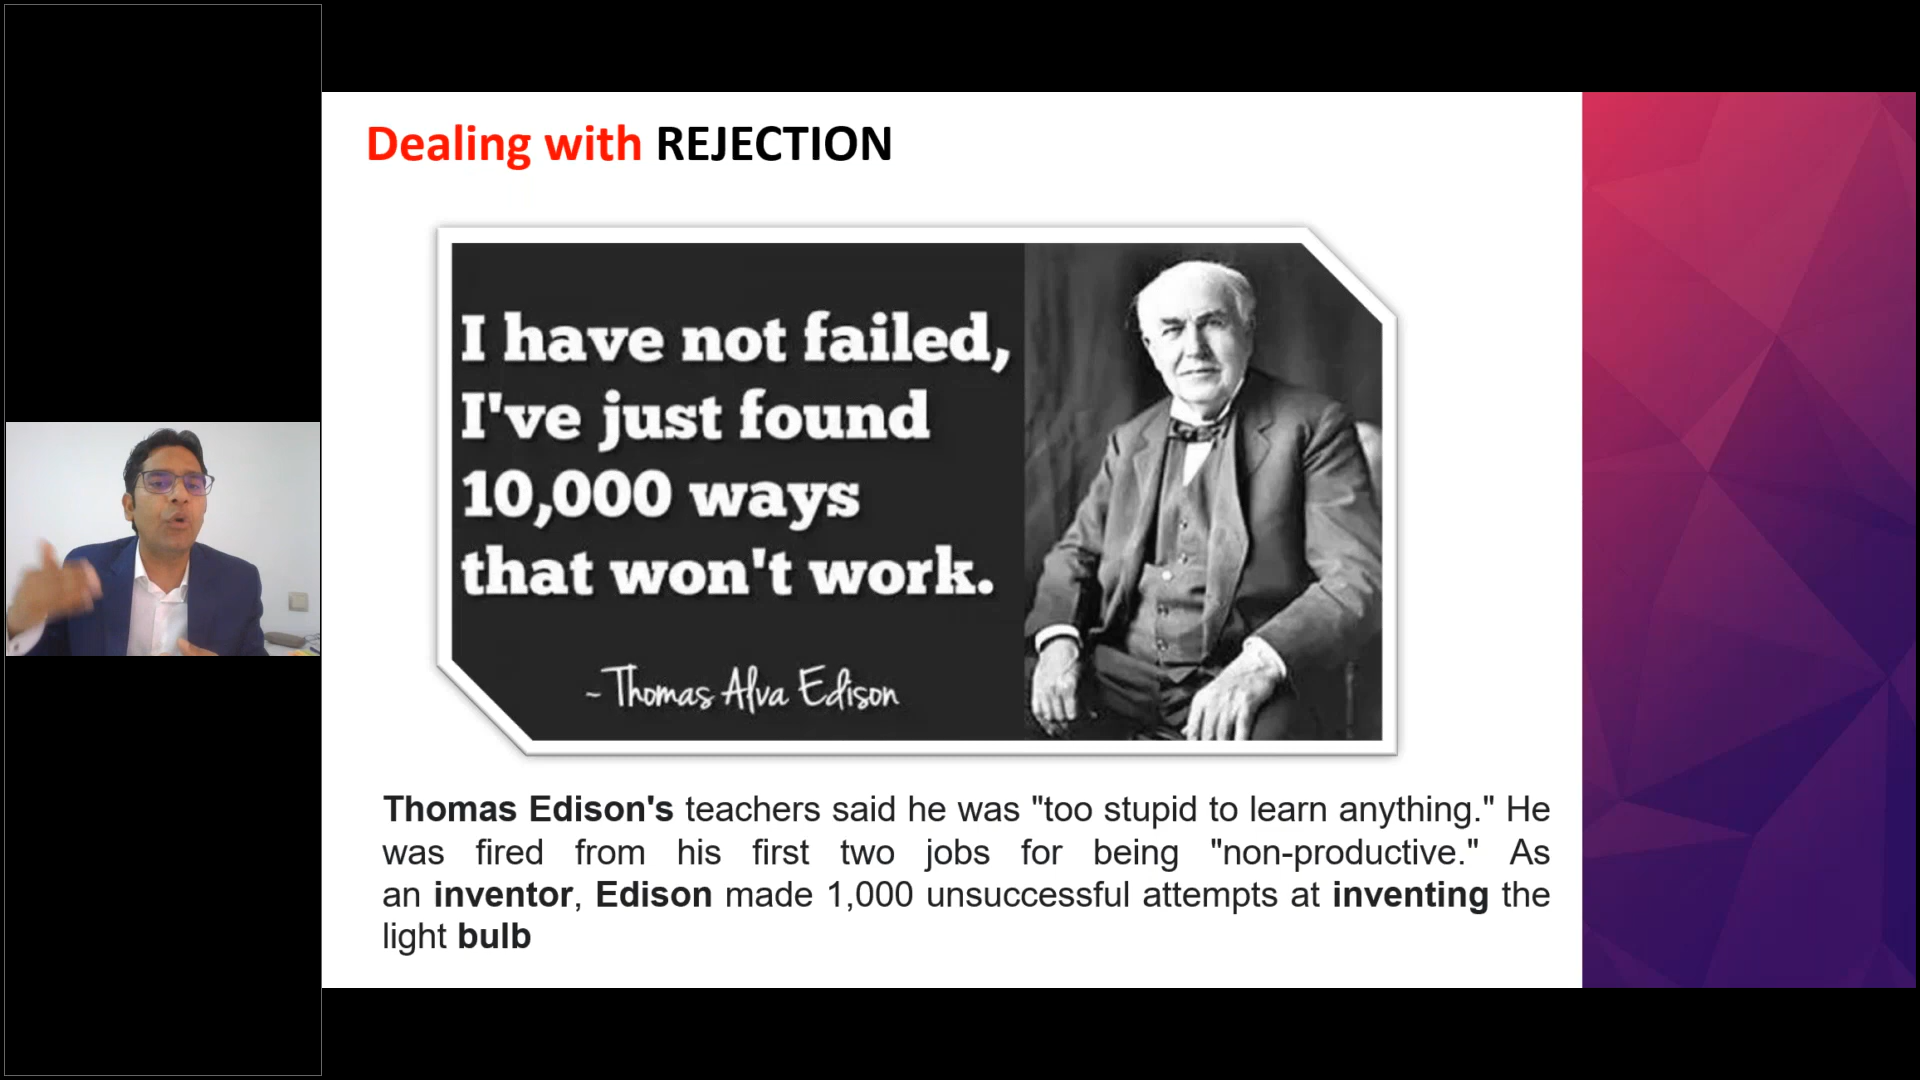 Dealing with REJECTION
I have not failed,
I've just found
10,000 ways
that won't work.
~Thomas Alva Edison
Thomas Edison's teachers said he was "too stupid to learn anything." He
was fired from his first two jobs for being "non-productive." As
an inventor, Edison made 1,000 unsuccessful attempts at inventing the
light bulb